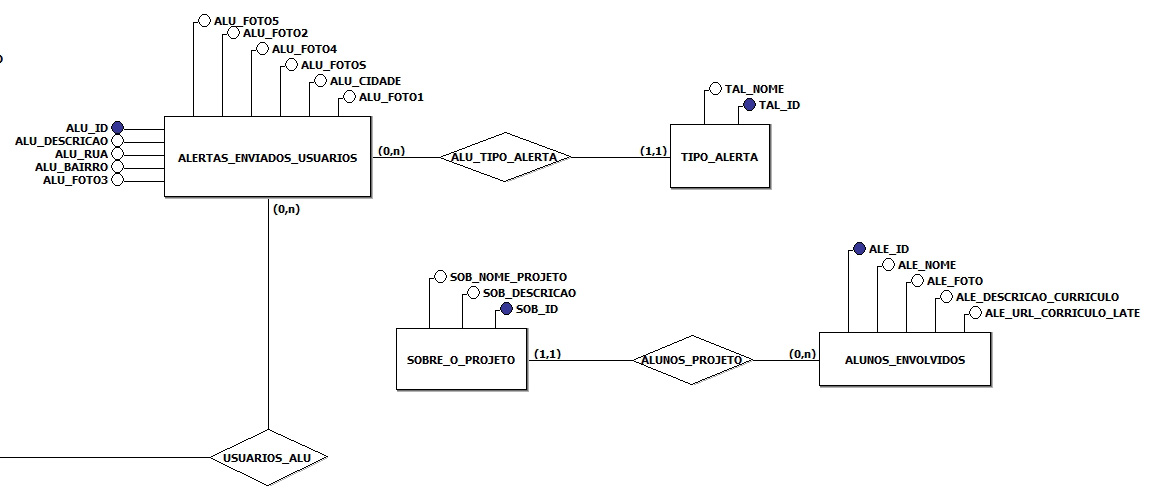 ALU_FOTO5
ALU_FOTO2
ALU_FOTO4
ALU_FOTOS
ALU_CIDADE
ALU_FOTO1
ALU_ID
ALU_DESCRICAO
ALU_RUA
ALU_BAIRRO
ALU_FOTO3
ALERTAS_ENVIADOS_USUARIOS
(0,n)
ALU_TIPO_ALERTA
(1,1)
TAL_NOME
TAL_ID
TIPO_ALERTA
(0,n)
SOB_NOME_PROJETO
SOB_DESCRICAO
SOB_ID
SOBRE_O_PROJETO
(1,1)
ALUNOS_PROJETO
(0,n)
ALE_ID
ALE_NOME
ALE_FOTO
ALE_DESCRICAO_CURRICULO
ALE_URL_CORRICULO_LATE
ALUNOS_ENVOLVIDOS
USUARIOS_ALU